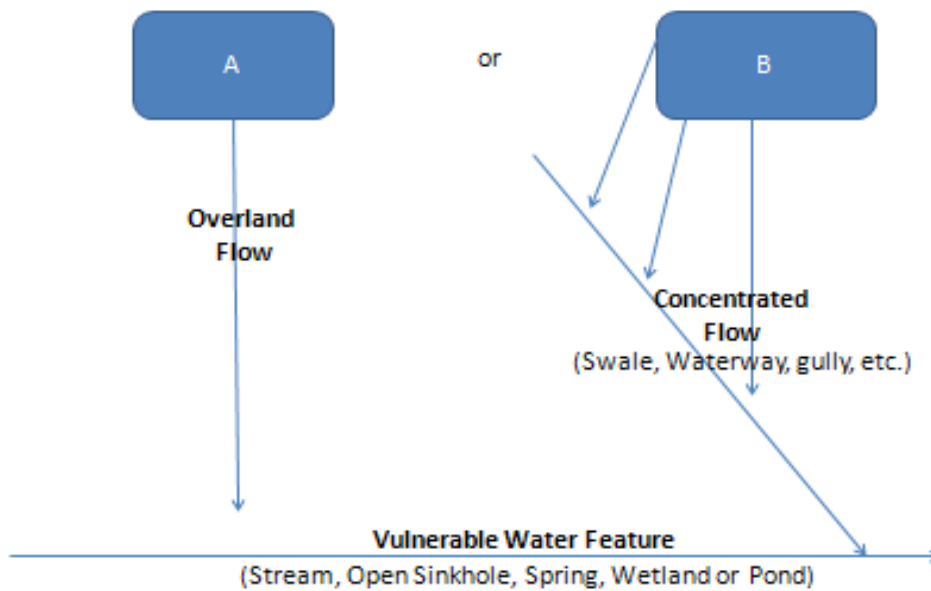 A
or
B
Overland
Flow
Concentrated
Flow
(Swale, Waterway, gully, etc.)
Vulnerable Water Feature
(Stream, Open Sinkhole, Spring, Wetland or Pond)